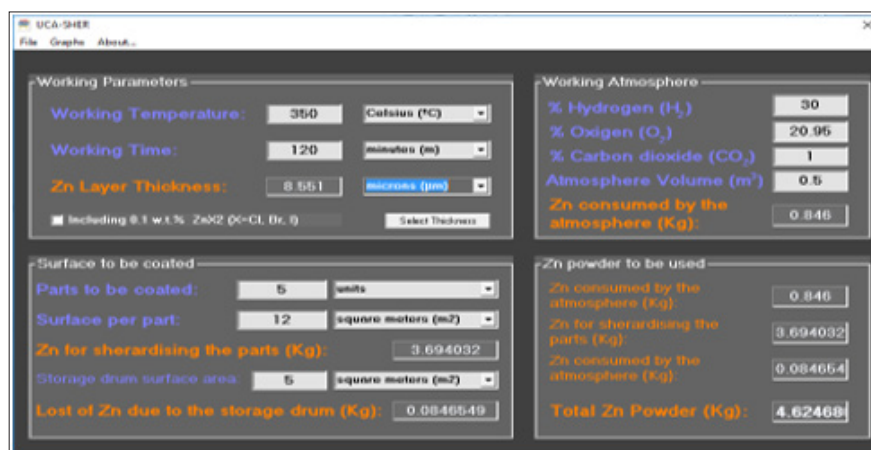 UCA-SHER
File Graphs About...
Working Parameters
Working Temperature: 350 Celsius (ºC)
Working Time: 120 minutes (m)
Zn Layer Thickness: 8.551 microns (µm)
Including 0.1 w.t.% ZnX2 (X=Cl, Br, I) Select Thickness
Working Atmosphere
% Hydrogen (H2) 30
% Oxigen (O2) 20.95
% Carbon dioxide (CO2) 1
Atmosphere Volume (m3) 0.5
Zn consumed by the
atmosphere (Kg): 0.846
Surface to be coated
Parts to be coated: 5 units
Surface per part: 12 square meters (m2)
Zn for sherardising the parts (Kg): 3.694032
Storage drum surface area: 5 square meters (m2)
Lost of Zn due to the storage drum (Kg): 0.0846549
Zn powder to be used
Zn consumed by the
atmosphere (Kg): 0.846
Zn for sherardising the
parts (Kg): 3.694032
Zn consumed by the
atmosphere (Kg): 0.084654
Total Zn Powder (Kg): 4.62468